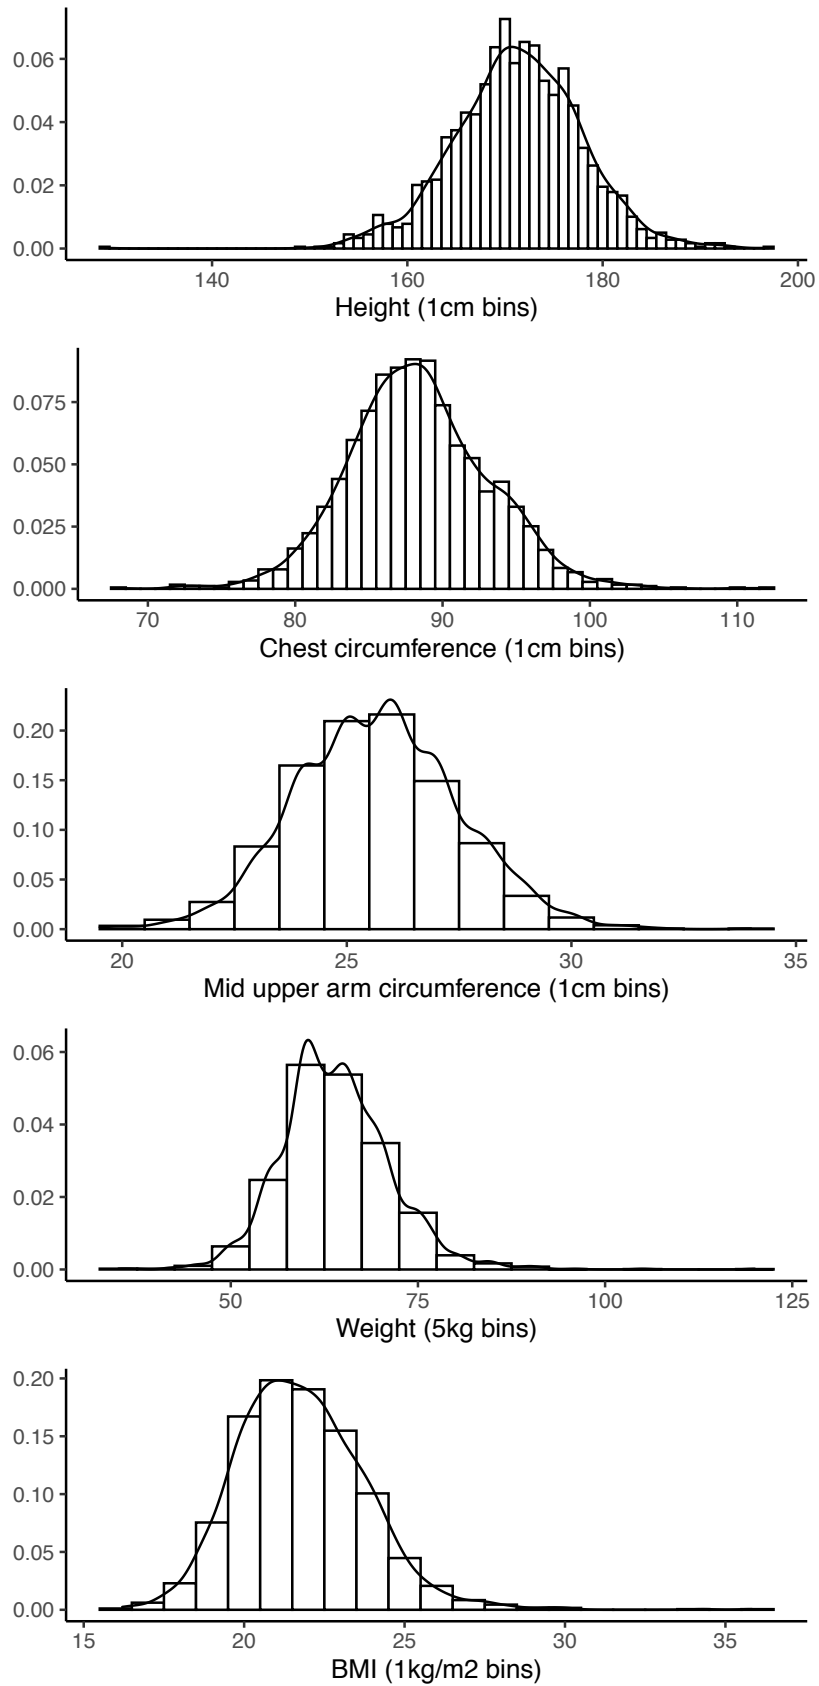 0.06
0.04
0.02
0.00
140 160 180 200
Height (1cm bins)
0.075
0.050
0.025
0.000
70 80 90 100 110
Chest circumference (1cm bins)
0.20
0.15
0.10
0.05
0.00
20 25 30 35
Mid upper arm circumference (1cm bins)
0.06
0.04
0.02
0.00
50 75 100 125
Weight (5kg bins)
0.20
0.15
0.10
0.05
0.00
15 20 25 30 35
BMI (1kg/m2 bins)